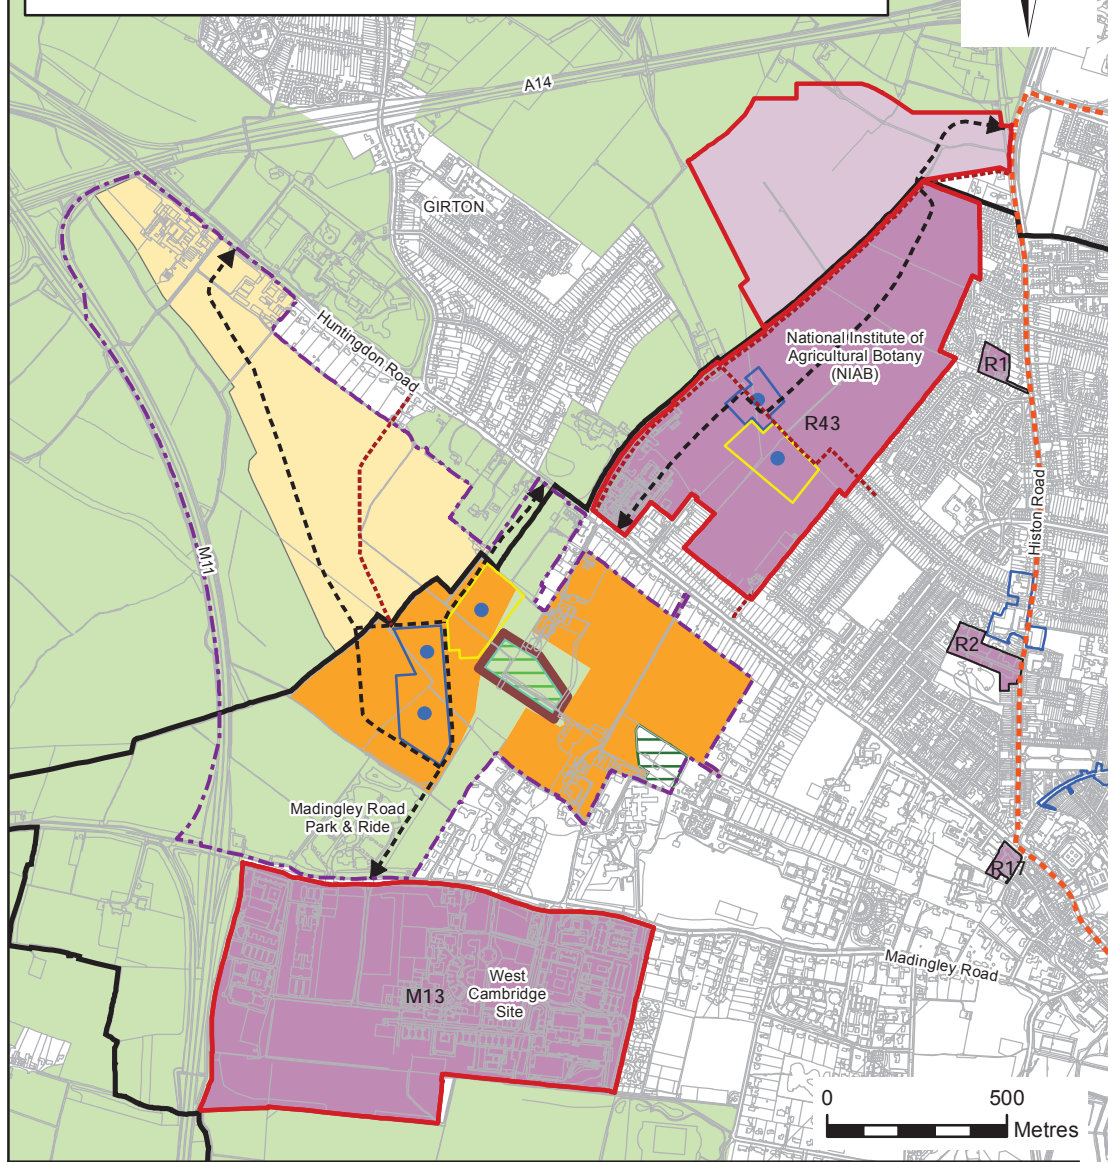 A14
GIRTON
Huntingdon Road
National Institute of
Agricultural Botany
(NIAB)
R1
R43
Histon Road
M11
R2
Madingley Road
Park & Ride
R17
Madingley Road
West
Cambridge
Site
M13
0 500
Metres